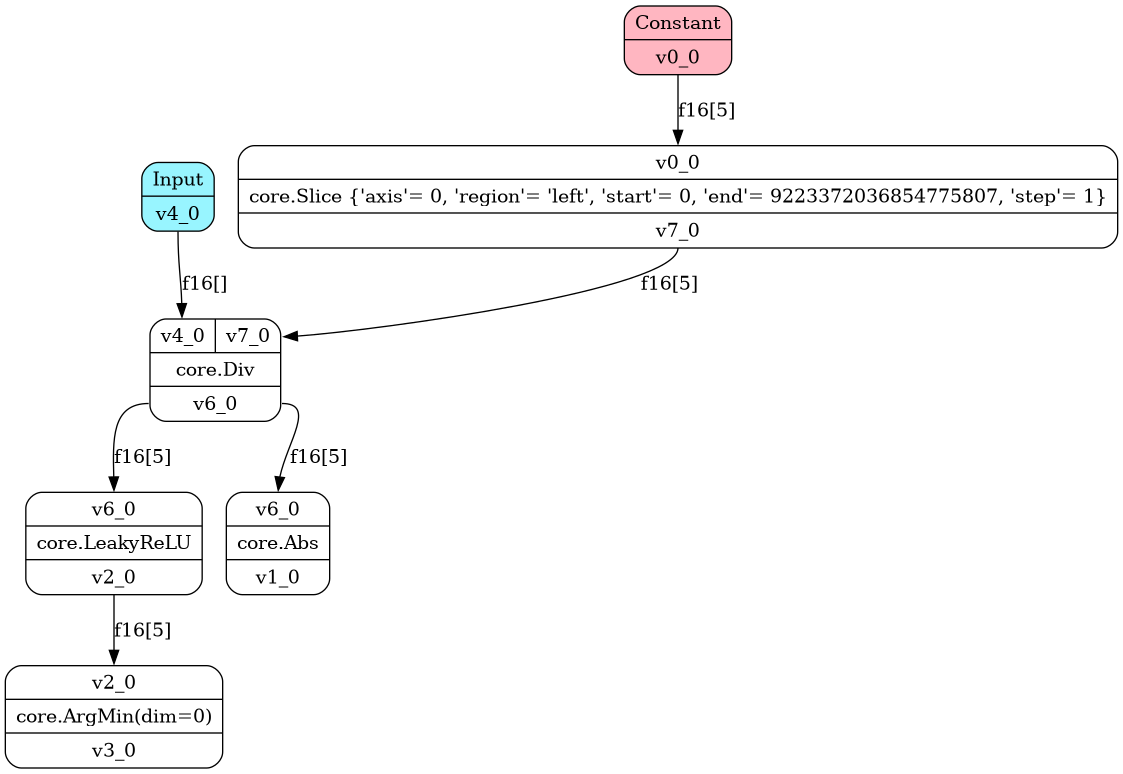 Constant
v0_0
f16[5]
v0_0
core.Slice {'axis'= 0, 'region'= 'left', 'start'= 0, 'end'= 9223372036854775807, 'step'= 1}
v7_0
Input
v4_0
f16[]
f16[5]
v4_0 v7_0
core.Div
v6_0
f16[5]
f16[5]
v6_0
core.LeakyReLU
v2_0
v6_0
core.Abs
v1_0
f16[5]
v2_0
core.ArgMin(dim=0)
v3_0